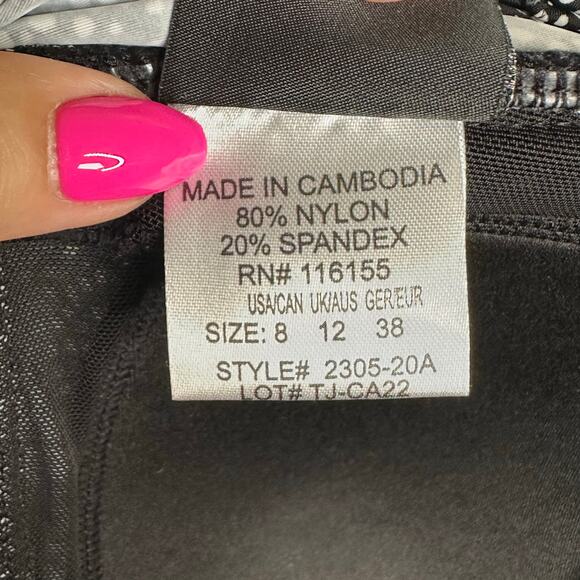 MADE IN CAMBODIA
80% NYLON
20% SPANDEX
RN# 116155
USA/CAN UK/AUS GER/EUR
SIZE: 8 12 38
STYLE# 2305-20A
LOT# TJ-CA22